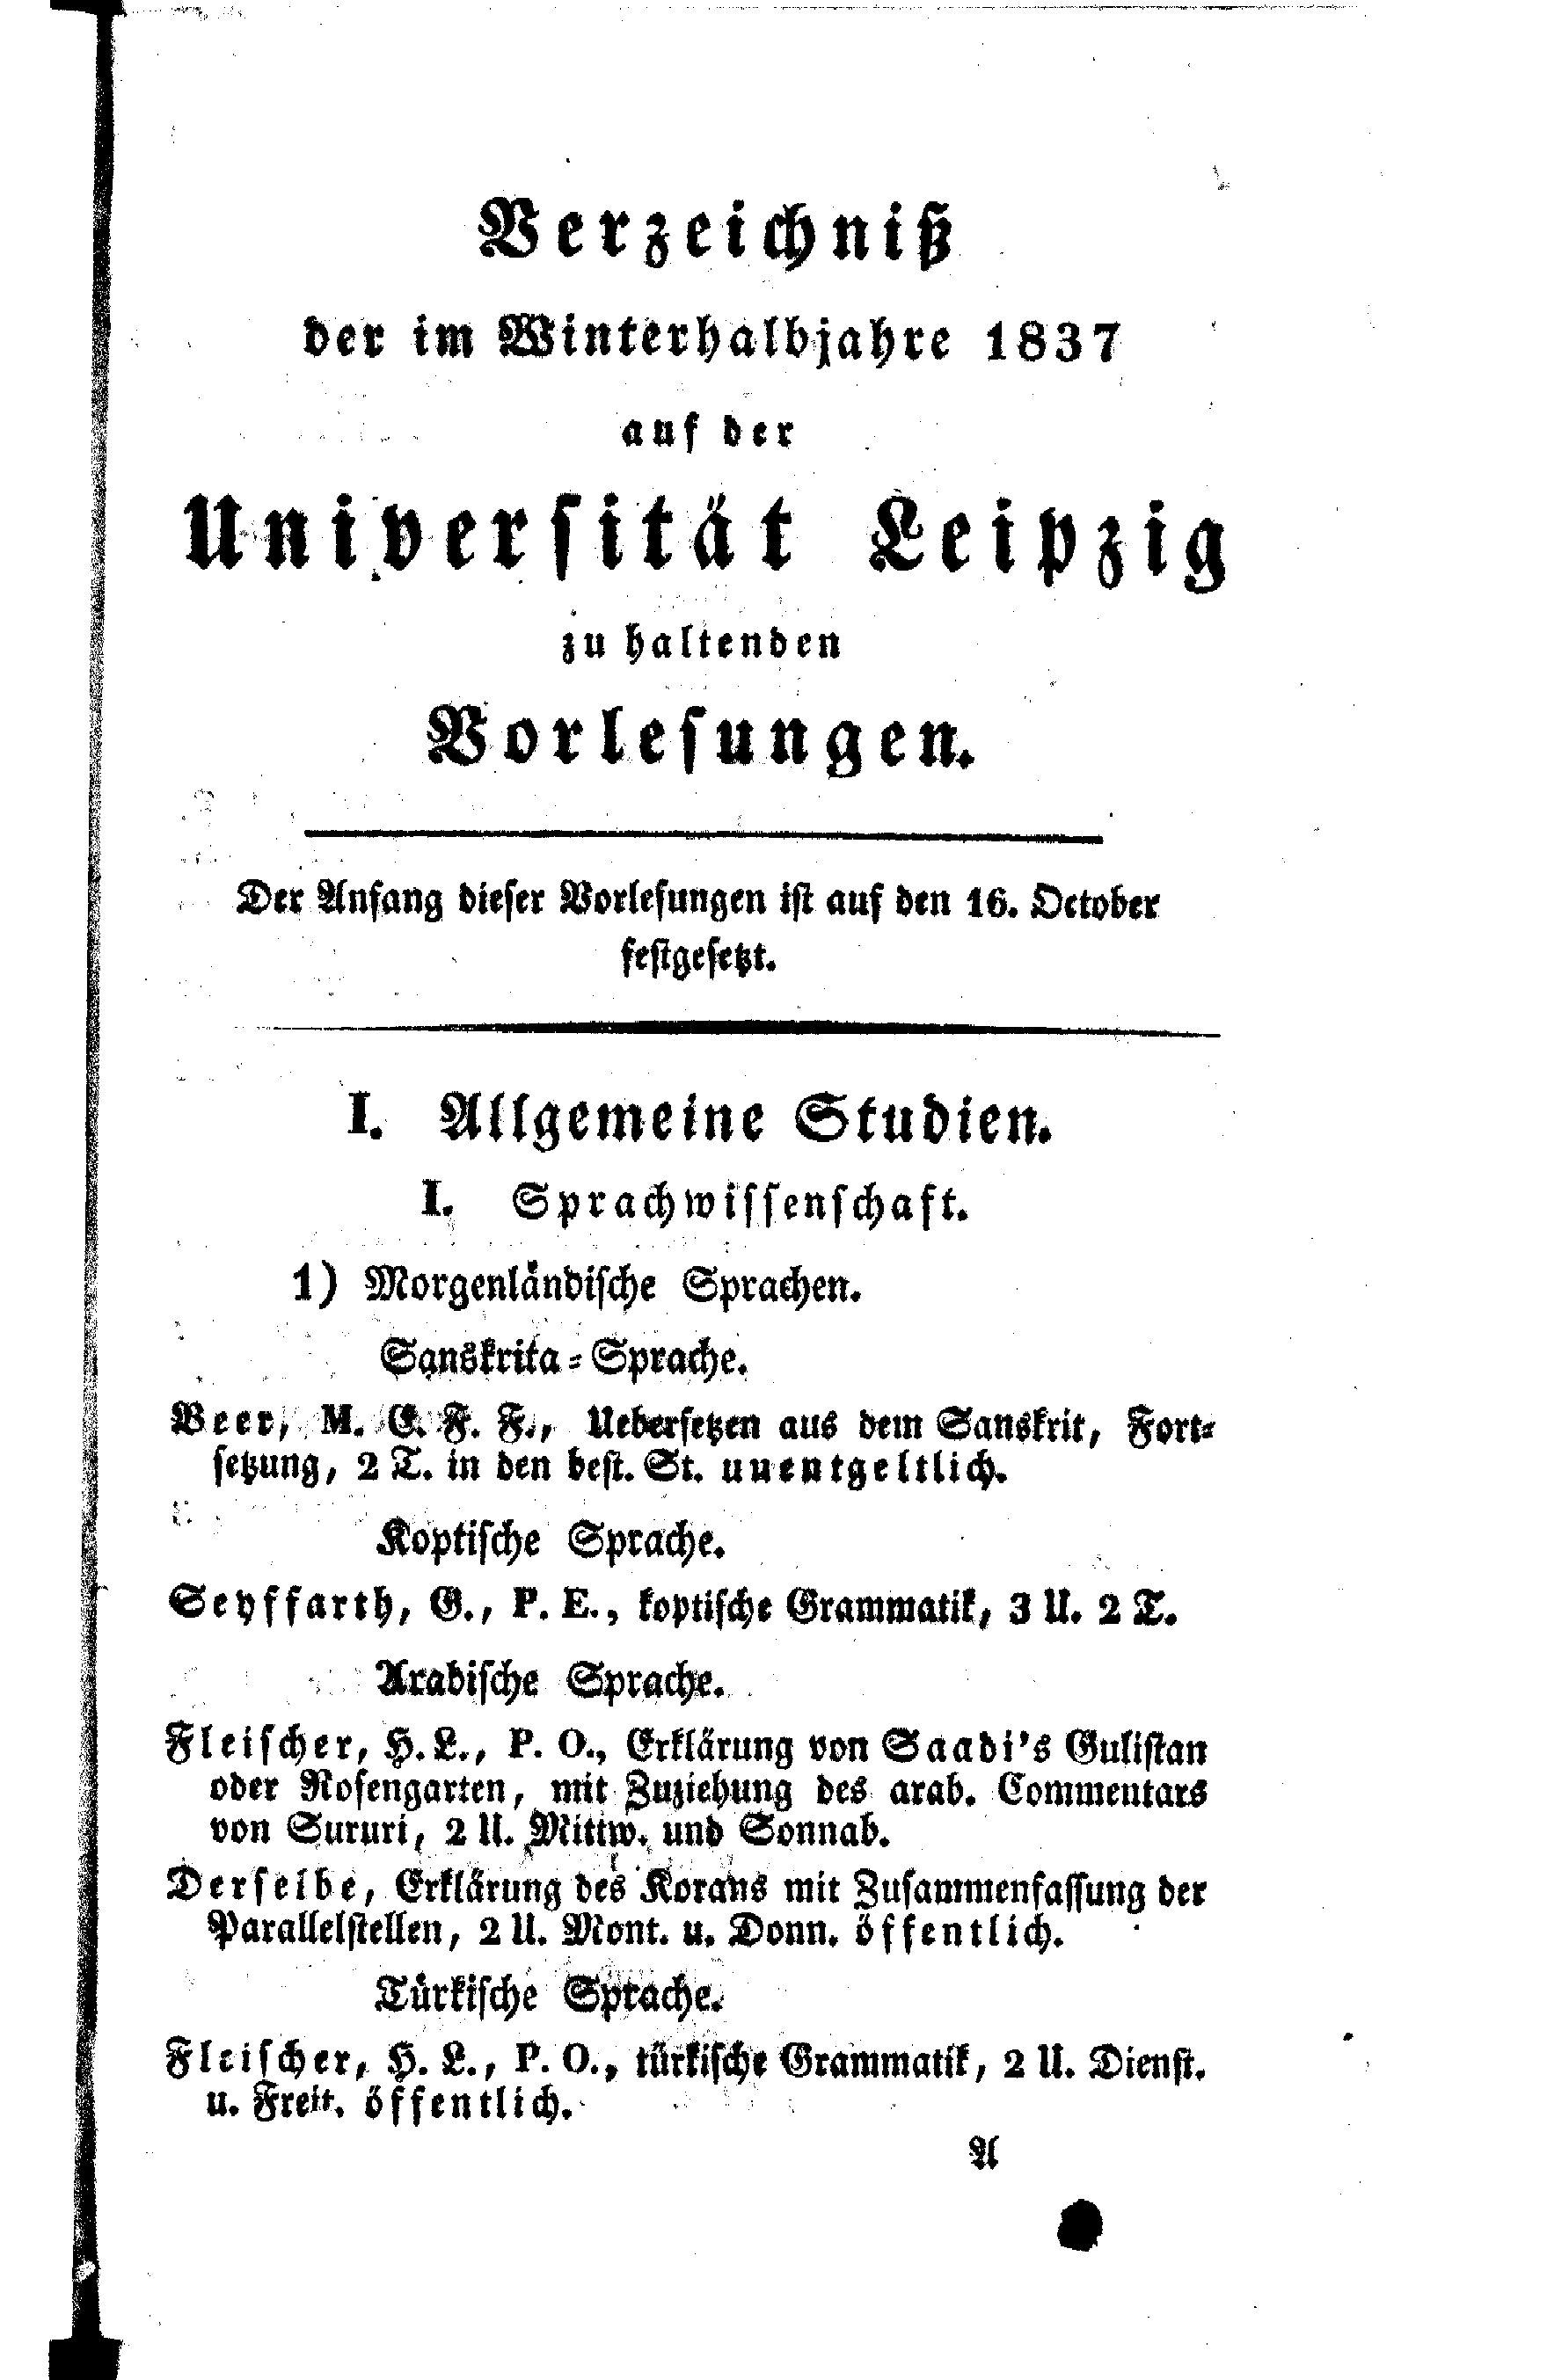 Verzeichniß
der im Winterhalbjahre 1837
auf der
Universität Leipzig
zu haltenden
Vorlesungen.
Der Anfang dieser Vorlesungen ist auf den 16. October
festgesetzt.
I. Allgemeine Studien.
I. Sprachwissenschaft.
1) Morgenländische Sprachen.
Sanskrita-Sprache.
Beer, M. E. F. F., Uebersetzen aus dem Sanskrit, Fort-
setzung, 2 T. in den best. St. unentgeltlich.
Koptische Sprache.
Seyffarth, G., P. E., koptische Grammatik, 3 U. 2 T.
Arabische Sprache.
Fleischer, H. L., P. O., Erklärung von Saadi's Gulistan
oder Rosengarten, mit Zuziehung des arab. Commentars
von Sururi, 2 U. Mittw. und Sonnab.
Derselbe, Erklärung des Korans mit Zusammenfassung der
Parallelstellen, 2 U. Mont. u. Donn. öffentlich.
Türkische Sprache.
Fleischer, H. L., P. O., türkische Grammatik, 2 U. Dienst.
u. Freit. öffentlich.
A